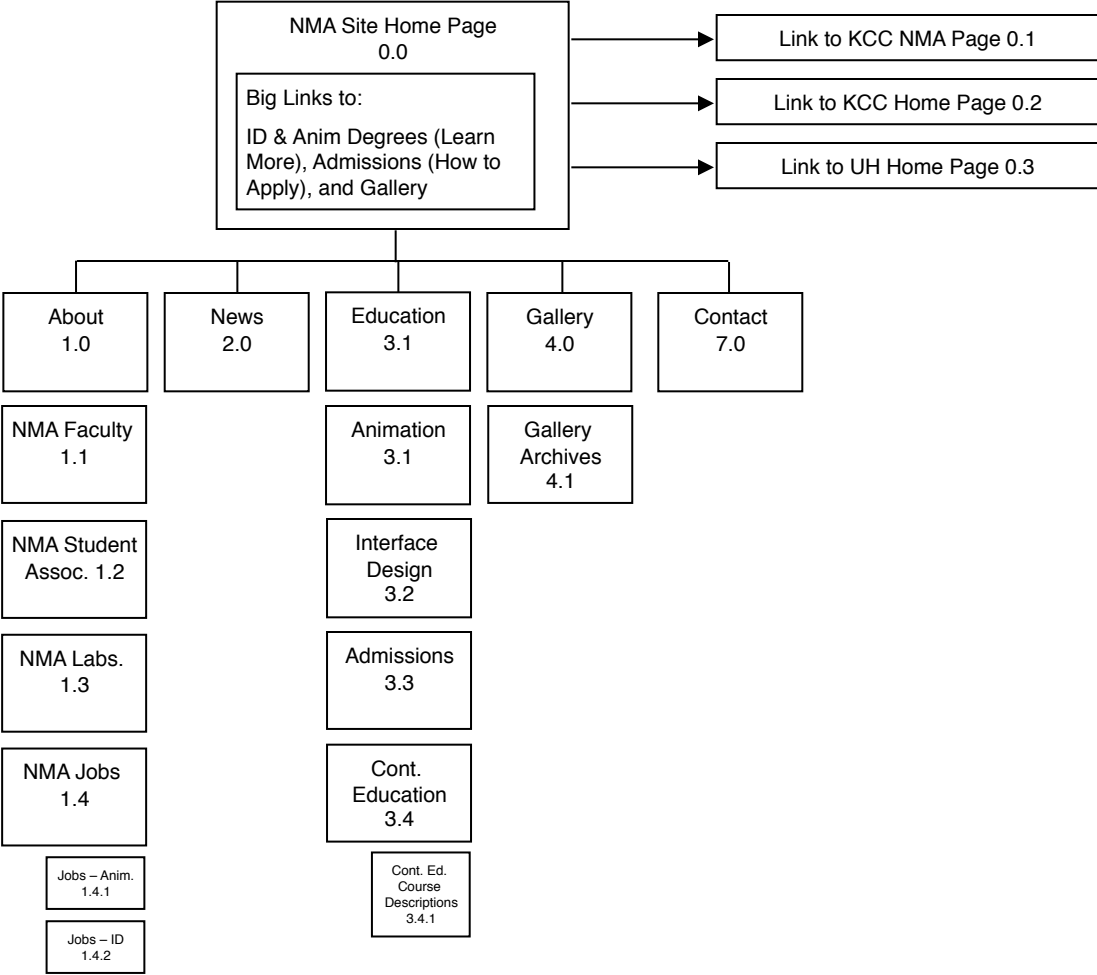 NMA Site Home Page
0.0
Big Links to:
ID & Anim Degrees (Learn
More), Admissions (How to
Apply), and Gallery
Link to KCC NMA Page 0.1
Link to KCC Home Page 0.2
Link to UH Home Page 0.3
About
1.0
News
2.0
Education
3.1
Gallery
4.0
Contact
7.0
NMA Faculty
1.1
Animation
3.1
Gallery
Archives
4.1
NMA Student
Assoc. 1.2
Interface
Design
3.2
NMA Labs.
1.3
Admissions
3.3
NMA Jobs
1.4
Cont.
Education
3.4
Jobs – Anim.
1.4.1
Cont. Ed.
Course
Descriptions
3.4.1
Jobs – ID
1.4.2